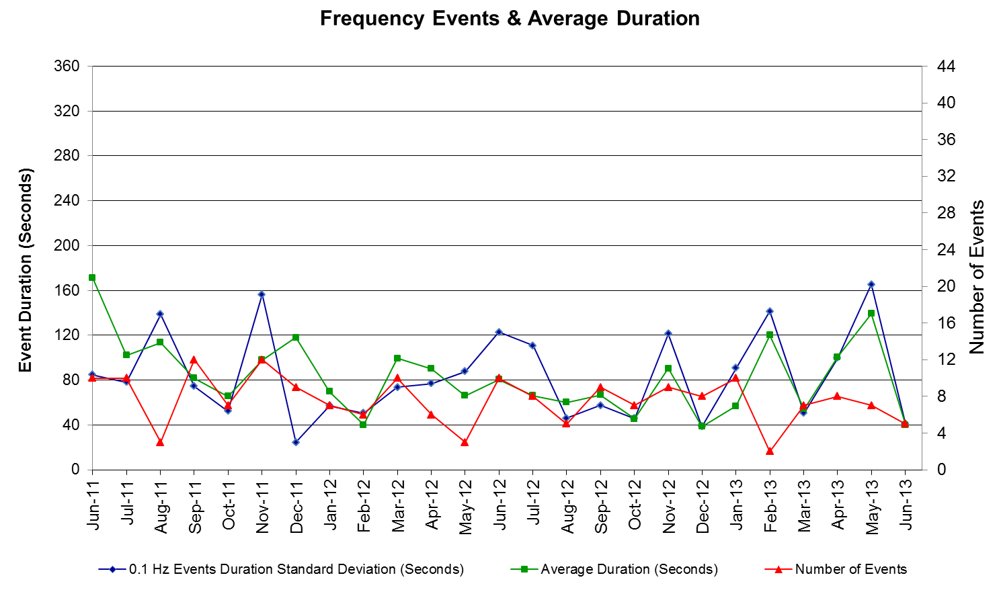 Frequency Events & Average Duration
Event Duration (Seconds)
360
320
280
240
200
160
120
80
40
0
44
40
36
32
28
24
20
16
12
8
4
0
Number of Events
Jun-11
Jul-11
Aug-11
Sep-11
Oct-11
Nov-11
Dec-11
Jan-12
Feb-12
Mar-12
Apr-12
May-12
Jun-12
Jul-12
Aug-12
Sep-12
Oct-12
Nov-12
Dec-12
Jan-13
Feb-13
Mar-13
Apr-13
May-13
Jun-13
0.1 Hz Events Duration Standard Deviation (Seconds)
Average Duration (Seconds)
Number of Events